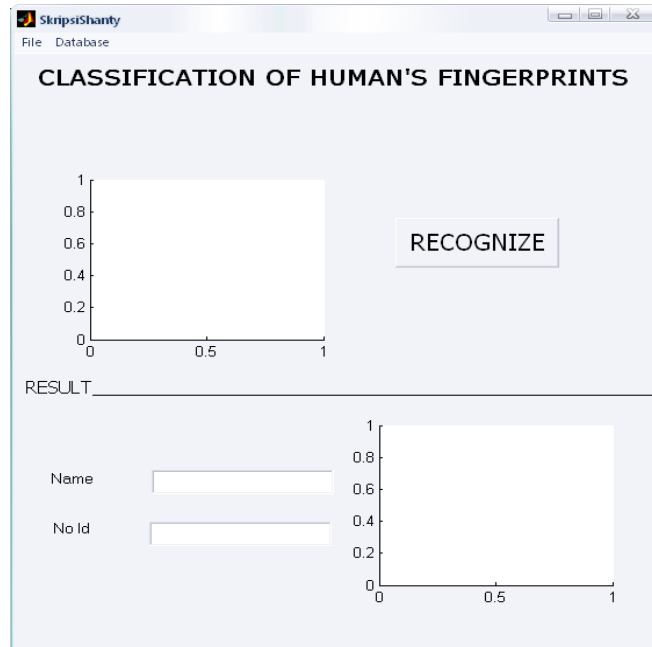 SkripsiShanty
File Database
CLASSIFICATION OF HUMAN'S FINGERPRINTS
1
0.8
0.6
0.4
0.2
0
0 0.5 1
RECOGNIZE
RESULT
Name
No Id
1
0.8
0.6
0.4
0.2
0
0 0.5 1